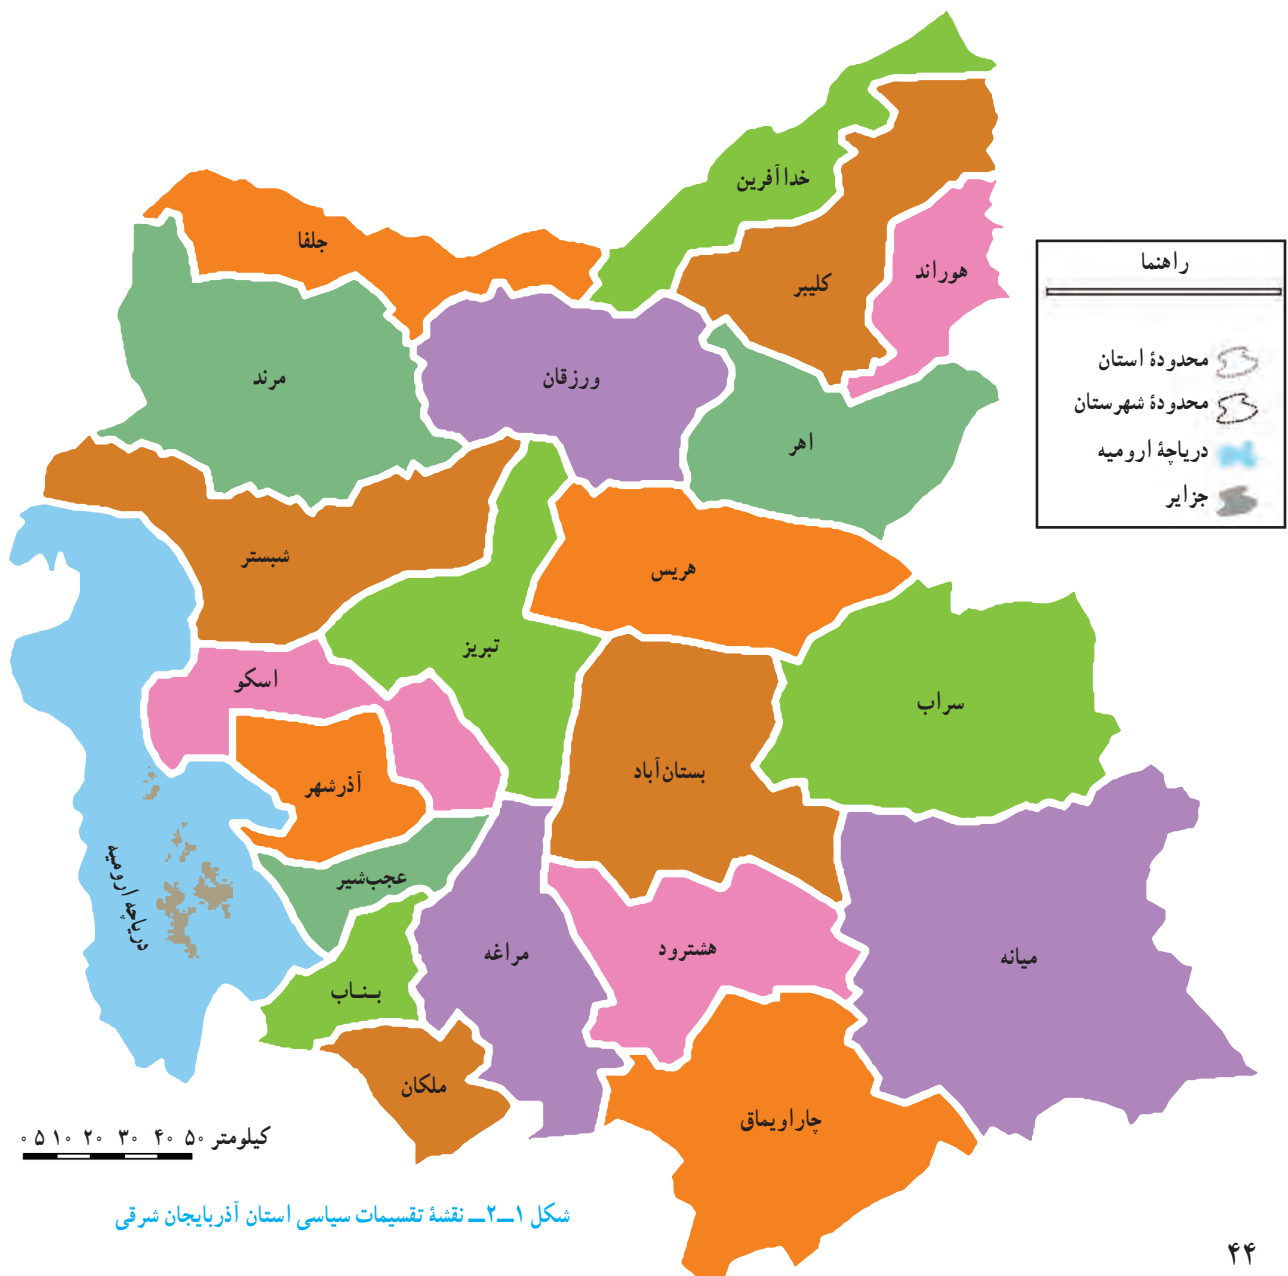 خداآفرین
جلفا
کلیبر
هوراند
راهنما
محدودهٔ استان
محدودهٔ شهرستان
دریاچهٔ ارومیه
جزایر
مرند
ورزقان
اهر
شبستر
هریس
تبریز
اسکو
سراب
بستان‌آباد
آذرشهر
دریاچه ارومیه
عجب‌شیر
هشترود
مراغه
میانه
بـنـاب
ملکان
چاراویماق
۰ ۵ ۱۰ ۲۰ ۳۰ ۴۰ ۵۰ کیلومتر
شکل ۱ــ۲ــ نقشهٔ تقسیمات سیاسی استان آذربایجان شرقی
۴۴